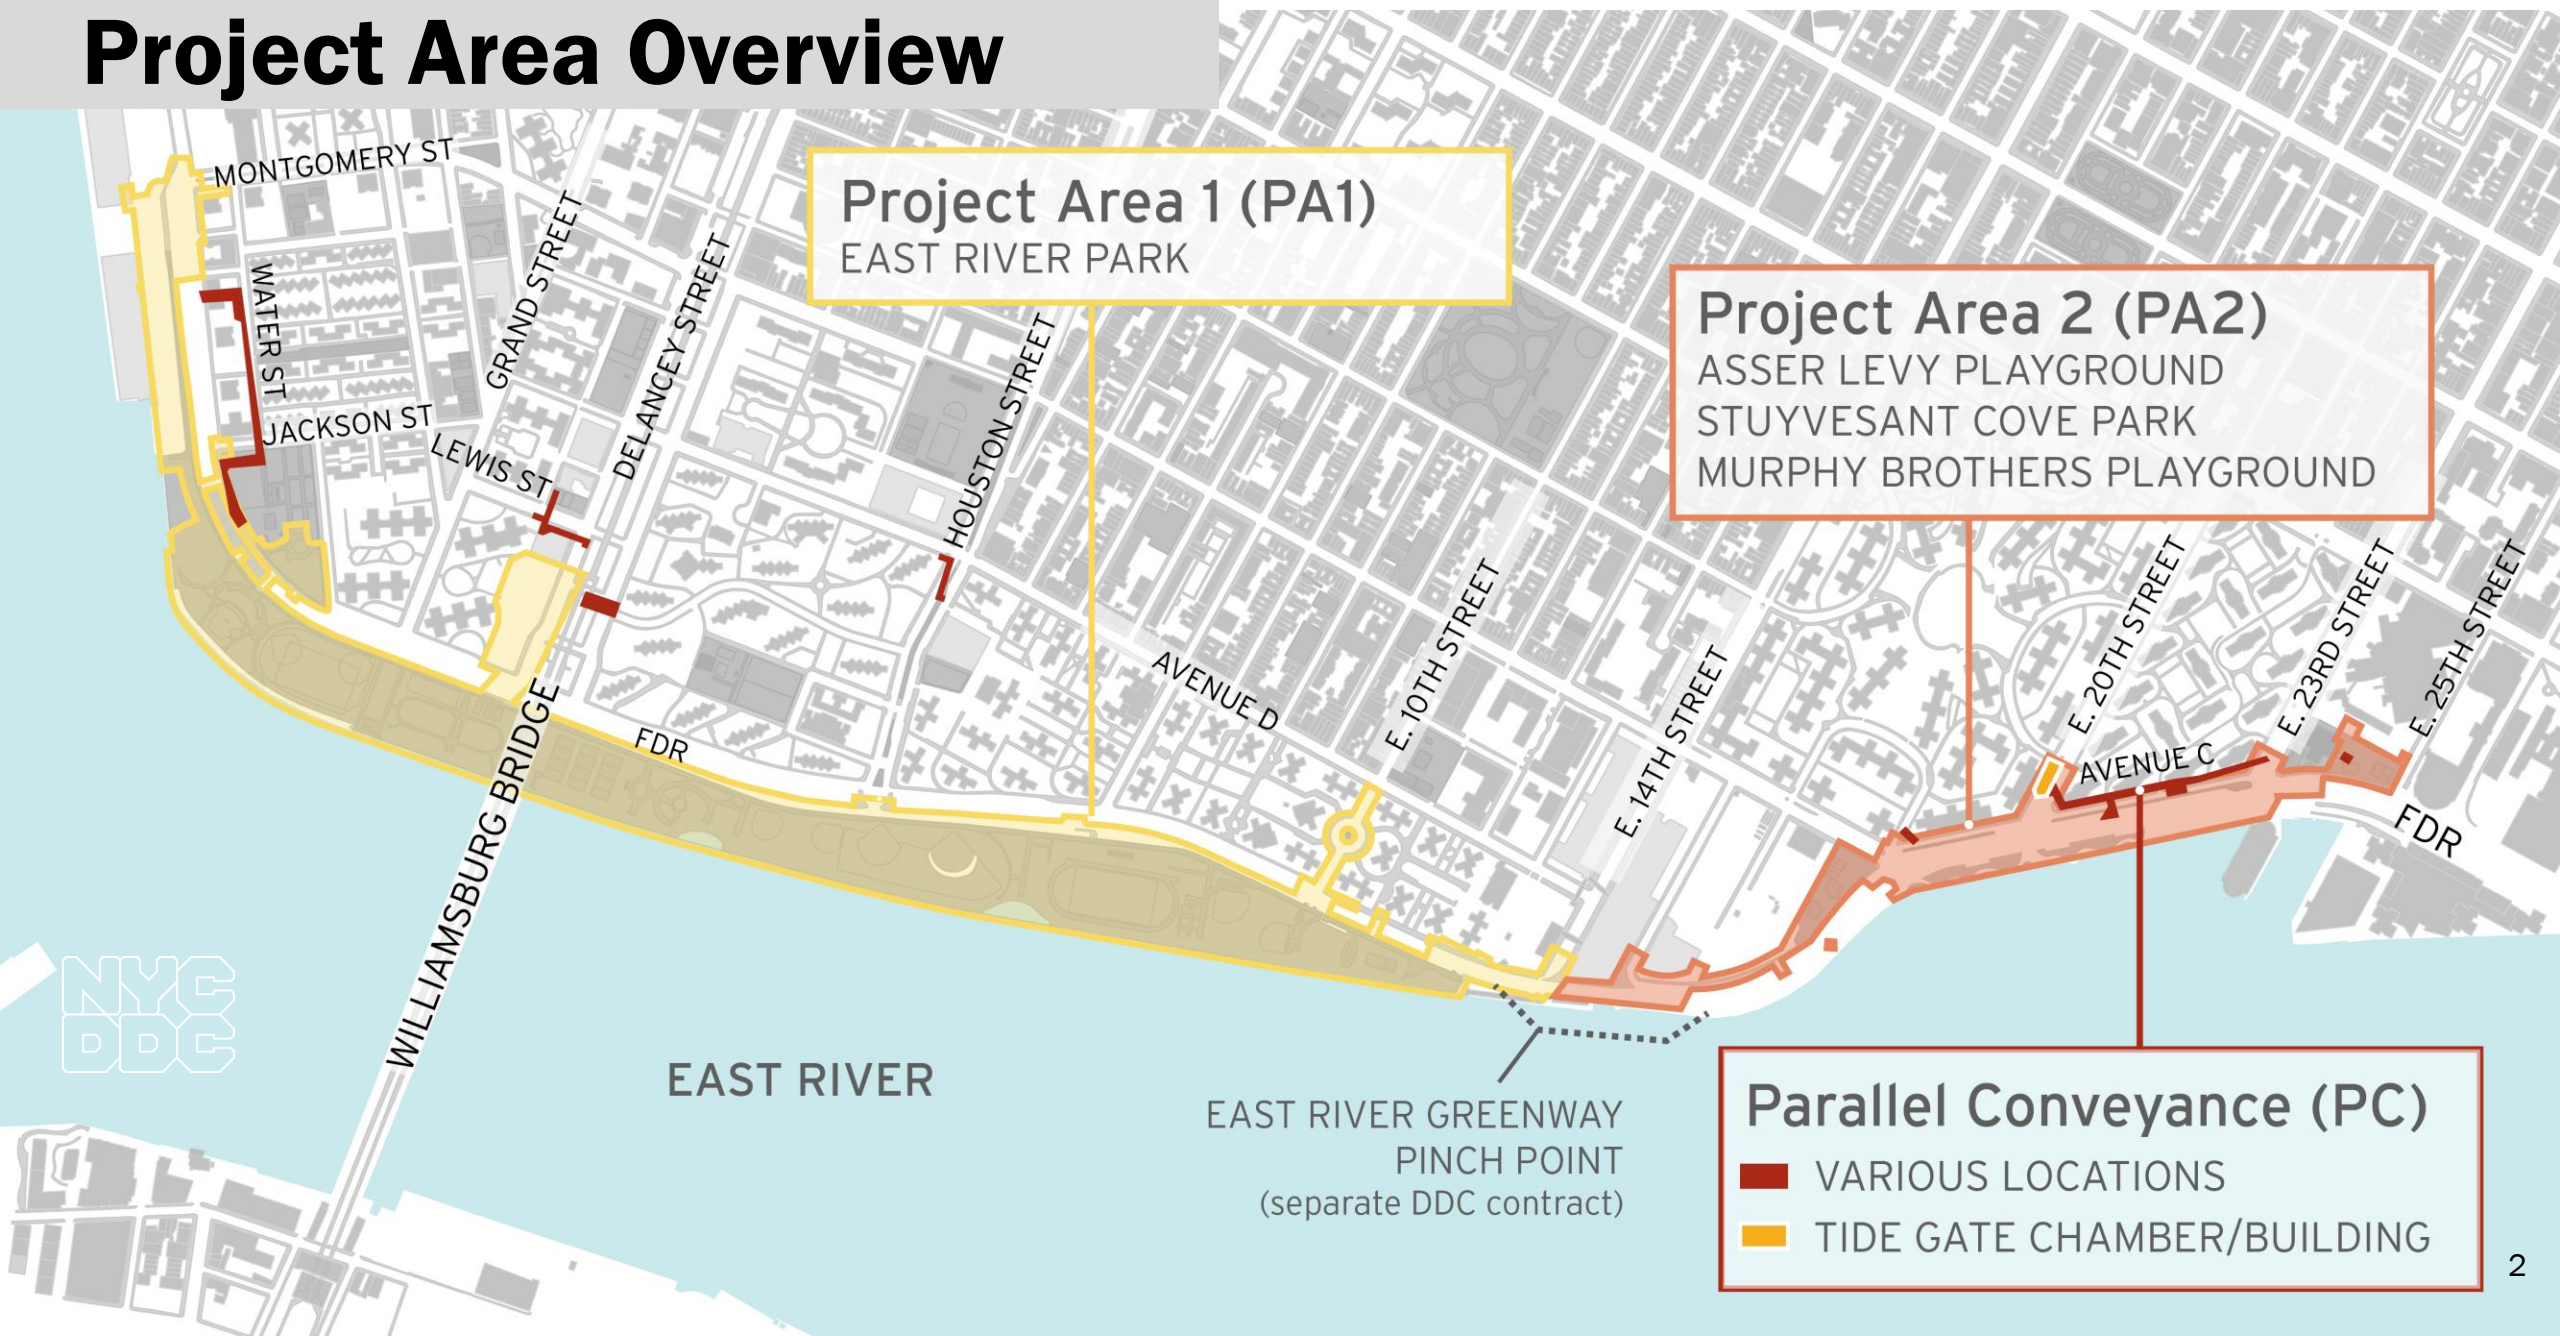 Project Area Overview
MONTGOMERY ST
WATER ST
JACKSON ST
GRAND STREET
LEWIS ST
DELANCEY STREET
Project Area 1 (PA1)
EAST RIVER PARK
HOUSTON STREET
Project Area 2 (PA2)
ASSER LEVY PLAYGROUND
STUYVESANT COVE PARK
MURPHY BROTHERS PLAYGROUND
AVENUE D
E. 10TH STREET
E. 14TH STREET
E. 20TH STREET
AVENUE C
E. 23RD STREET
E. 25TH STREET
FDR
FDR
WILLIAMSBURG BRIDGE
NYC
DDC
EAST RIVER
EAST RIVER GREENWAY
PINCH POINT
(separate DDC contract)
Parallel Conveyance (PC)
VARIOUS LOCATIONS
TIDE GATE CHAMBER/BUILDING
2